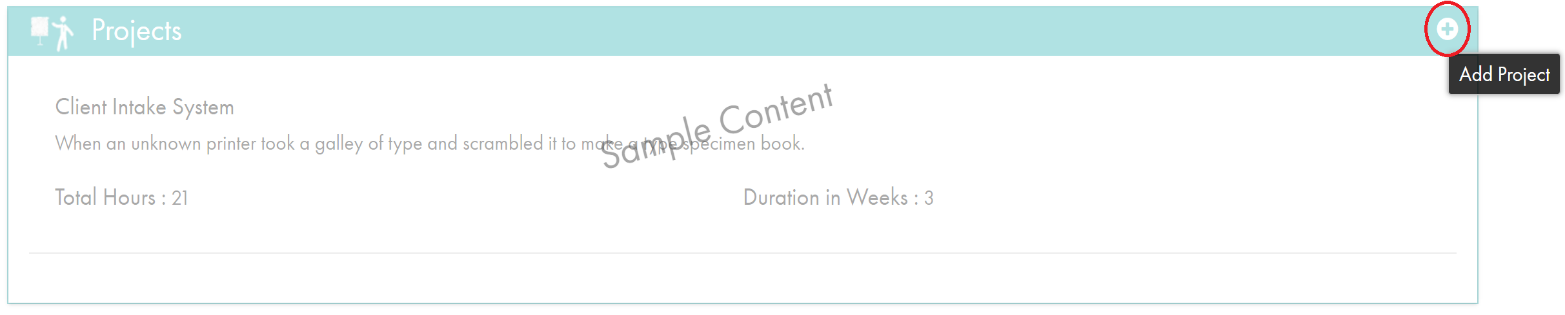 Projects
Add Project
Client Intake System
When an unknown printer took a galley of type and scrambled it to make a type specimen book.
Sample Content
Total Hours : 21
Duration in Weeks : 3